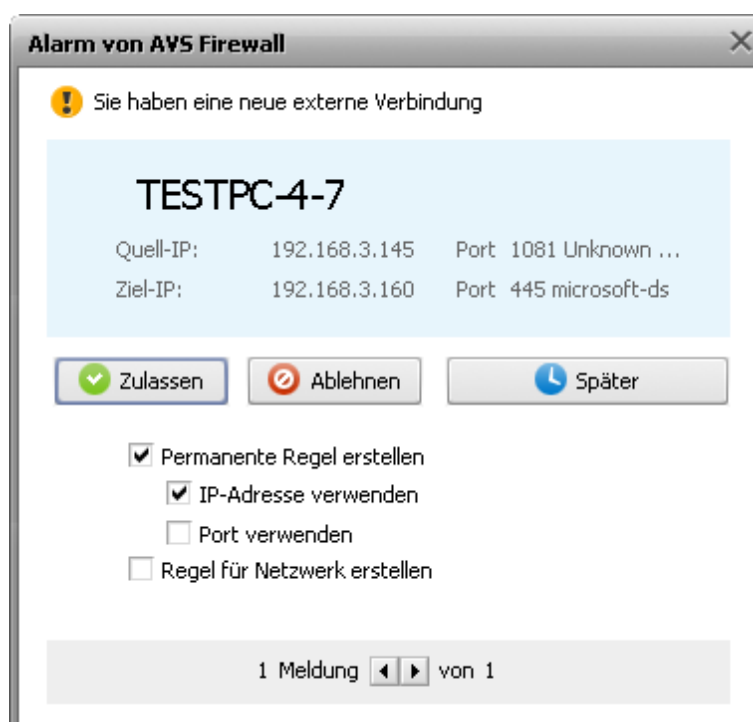 Alarm von AVS Firewall
Sie haben eine neue externe Verbindung
TESTPC-4-7
Quell-IP: 192.168.3.145 Port 1081 Unknown ...
Ziel-IP: 192.168.3.160 Port 445 microsoft-ds
Zulassen Ablehnen Später
Permanente Regel erstellen
IP-Adresse verwenden
Port verwenden
Regel für Netzwerk erstellen
1 Meldung von 1